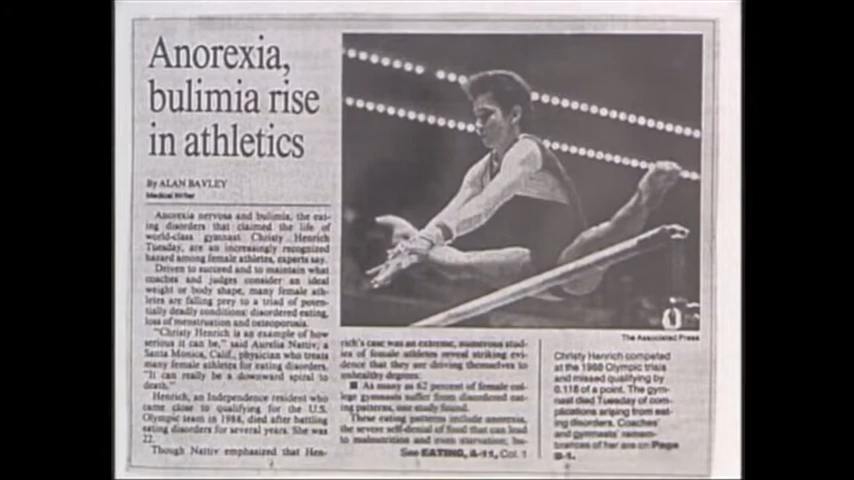 Anorexia,
bulimia rise
in athletics
By ALAN BAVLEY
Medical Writer
Anorexia nervosa and bulimia, the eat-
ing disorders that claimed the life of
world-class gymnast Christy Henrich
Tuesday, are an increasingly recognized
hazard among female athletes, experts say.
Driven to succeed and to maintain what
coaches and judges consider an ideal
weight or body shape, many female ath-
letes are falling prey to a triad of poten-
tially deadly conditions: disordered eating,
loss of menstruation and osteoporosis.
"Christy Henrich is an example of how
serious it can be," said Aurelia Nattiv, a
Santa Monica, Calif., physician who treats
many female athletes for eating disorders.
"It can really be a downward spiral to
death."
Henrich, an Independence resident who
came close to qualifying for the U.S.
Olympic team in 1988, died after battling
eating disorders for several years. She was
22.
Though Nattiv emphasized that Hen-
rich's case was an extreme, numerous stud-
ies of female athletes reveal striking evi-
dence that they are driving themselves to
unhealthy degrees:
■ As many as 62 percent of female col-
lege gymnasts suffer from disordered eat-
ing patterns, one study found.
These eating patterns include anorexia,
the severe self-denial of food that can lead
to malnutrition and even starvation; bu-
See EATING, A-11, Col. 1
The Associated Press
Christy Henrich competed
at the 1988 Olympic trials
and missed qualifying by
0.118 of a point. The gym-
nast died Tuesday of com-
plications arising from eat-
ing disorders. Coaches'
and gymnasts' remem-
brances of her are on Page
B-1.